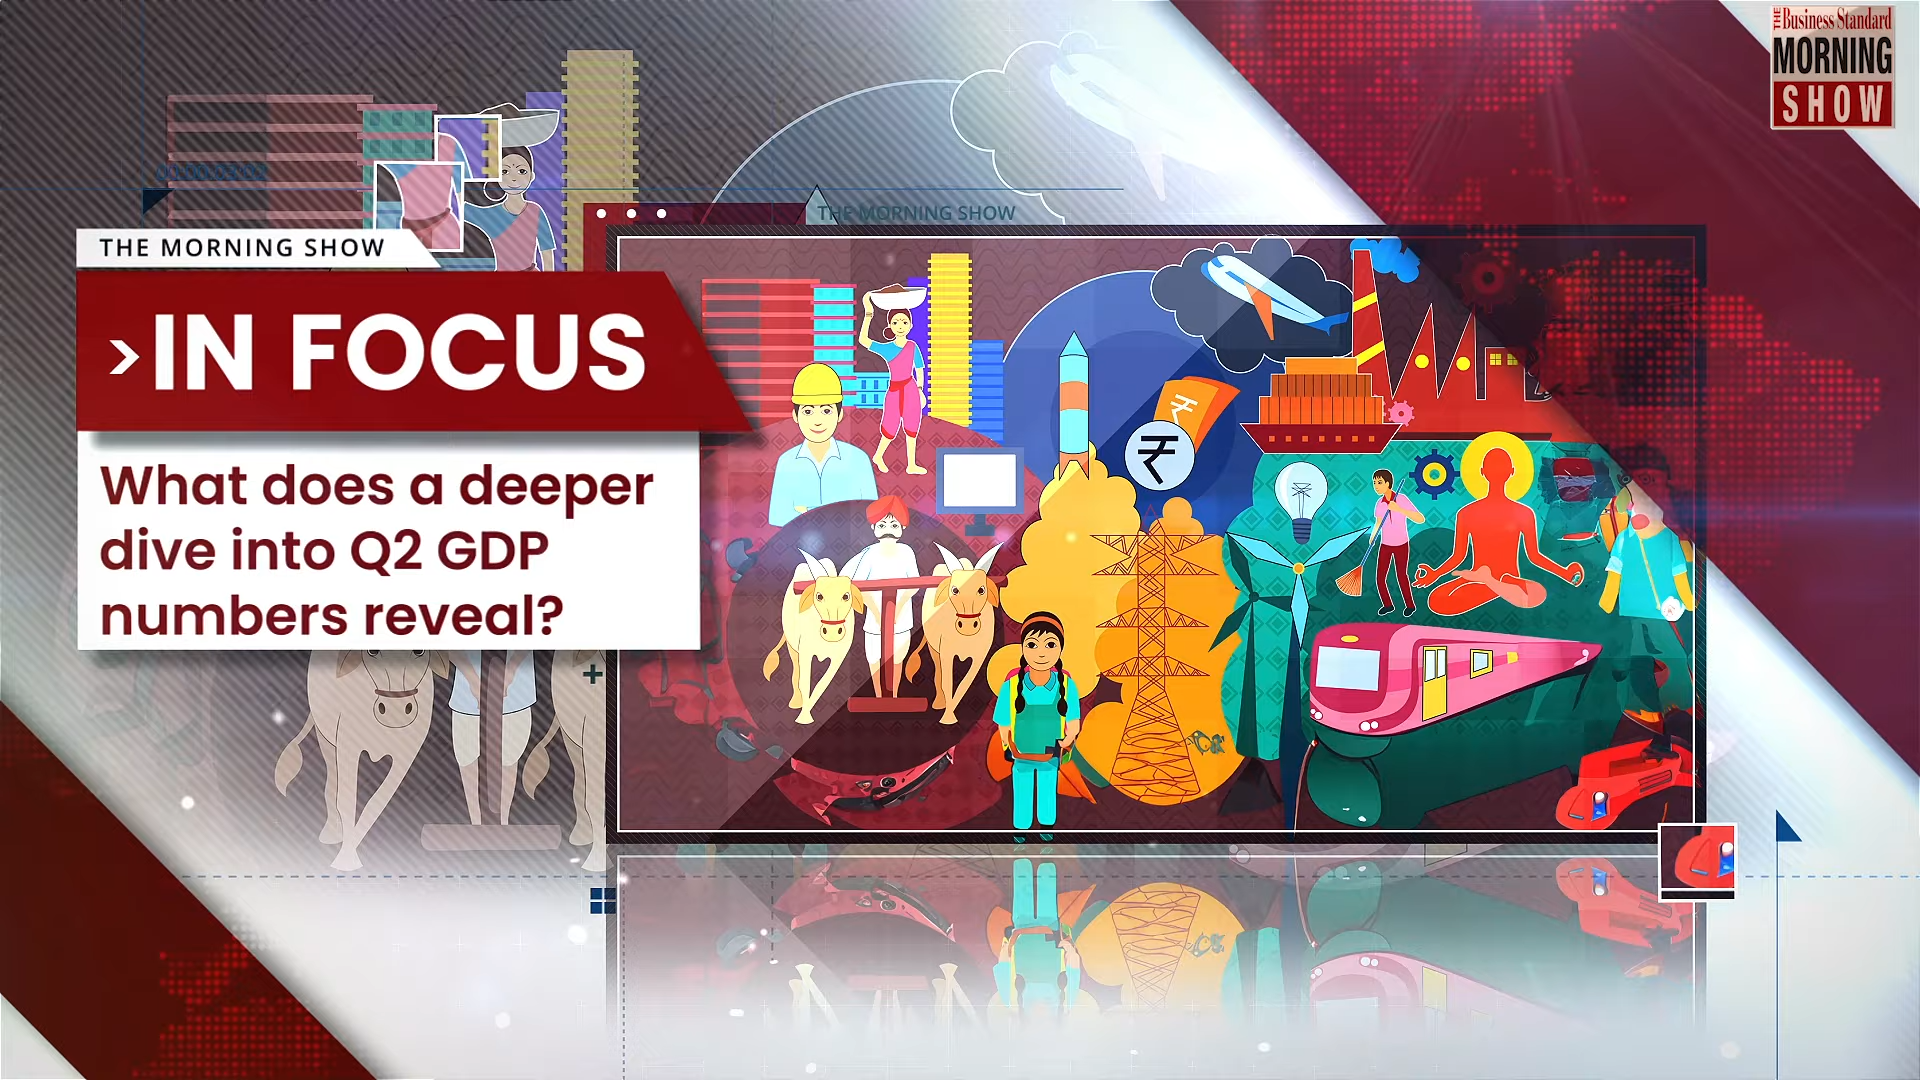 THE Business Standard
MORNING
SHOW
THE MORNING SHOW
THE MORNING SHOW
>IN FOCUS
What does a deeper
dive into Q2 GDP
numbers reveal?
₹
₹